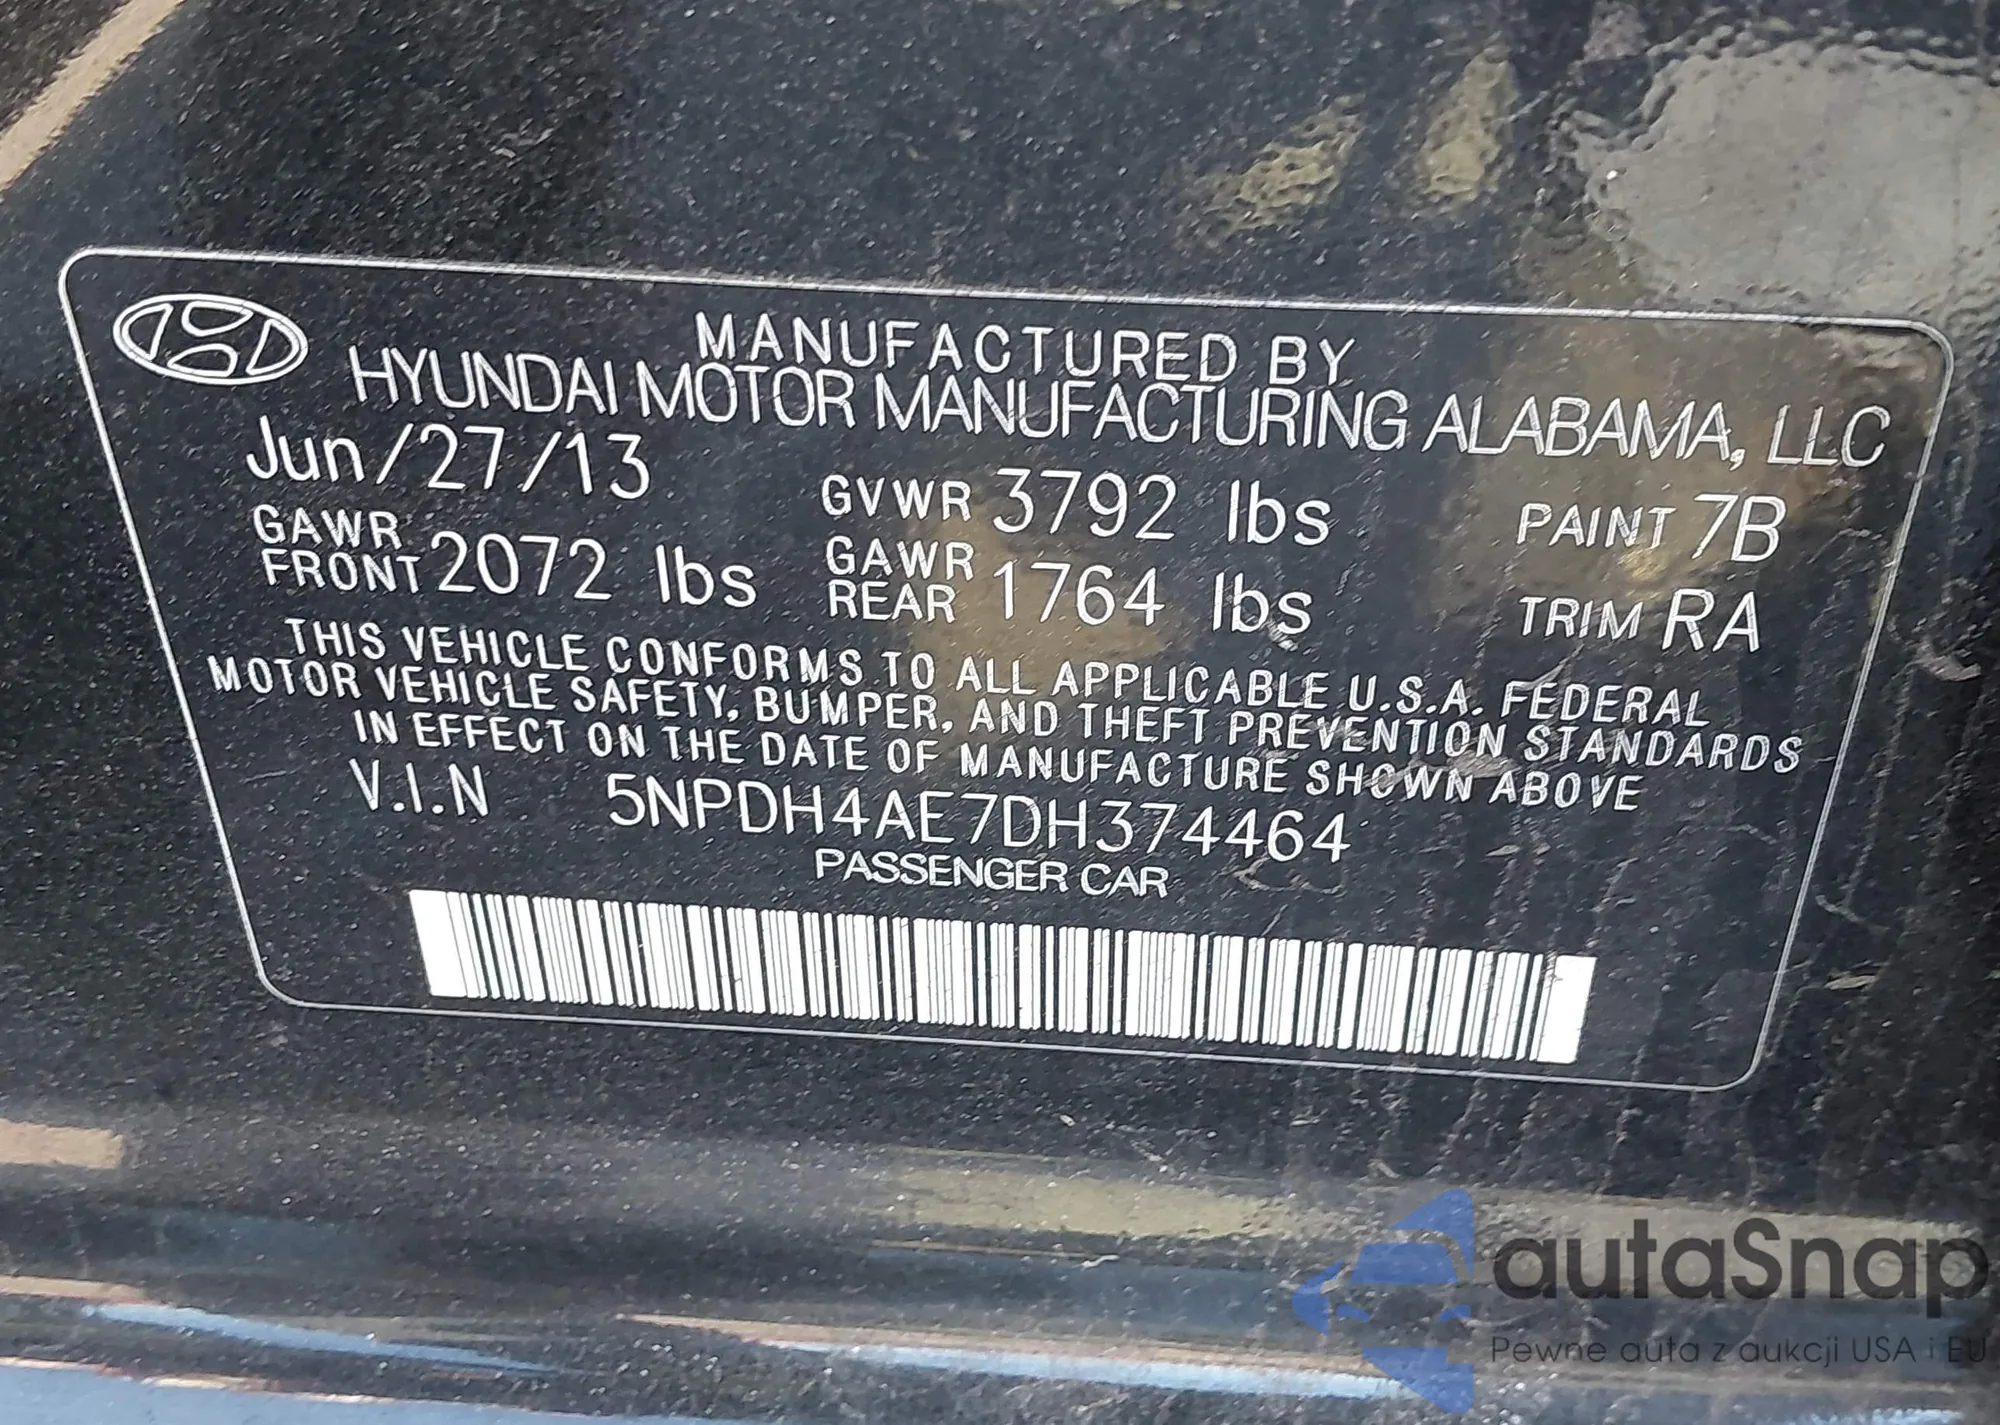 MANUFACTURED BY
HYUNDAI MOTOR MANUFACTURING ALABAMA, LLC
Jun/27/13 GVWR 3792 lbs PAINT 7B
GAWR FRONT 2072 lbs GAWR REAR 1764 lbs TRIM RA
THIS VEHICLE CONFORMS TO ALL APPLICABLE U.S.A. FEDERAL
MOTOR VEHICLE SAFETY, BUMPER, AND THEFT PREVENTION STANDARDS
IN EFFECT ON THE DATE OF MANUFACTURE SHOWN ABOVE
V.I.N 5NPDH4AE7DH374464
PASSENGER CAR
autaSnap
Pewne auta z aukcji USA i EU